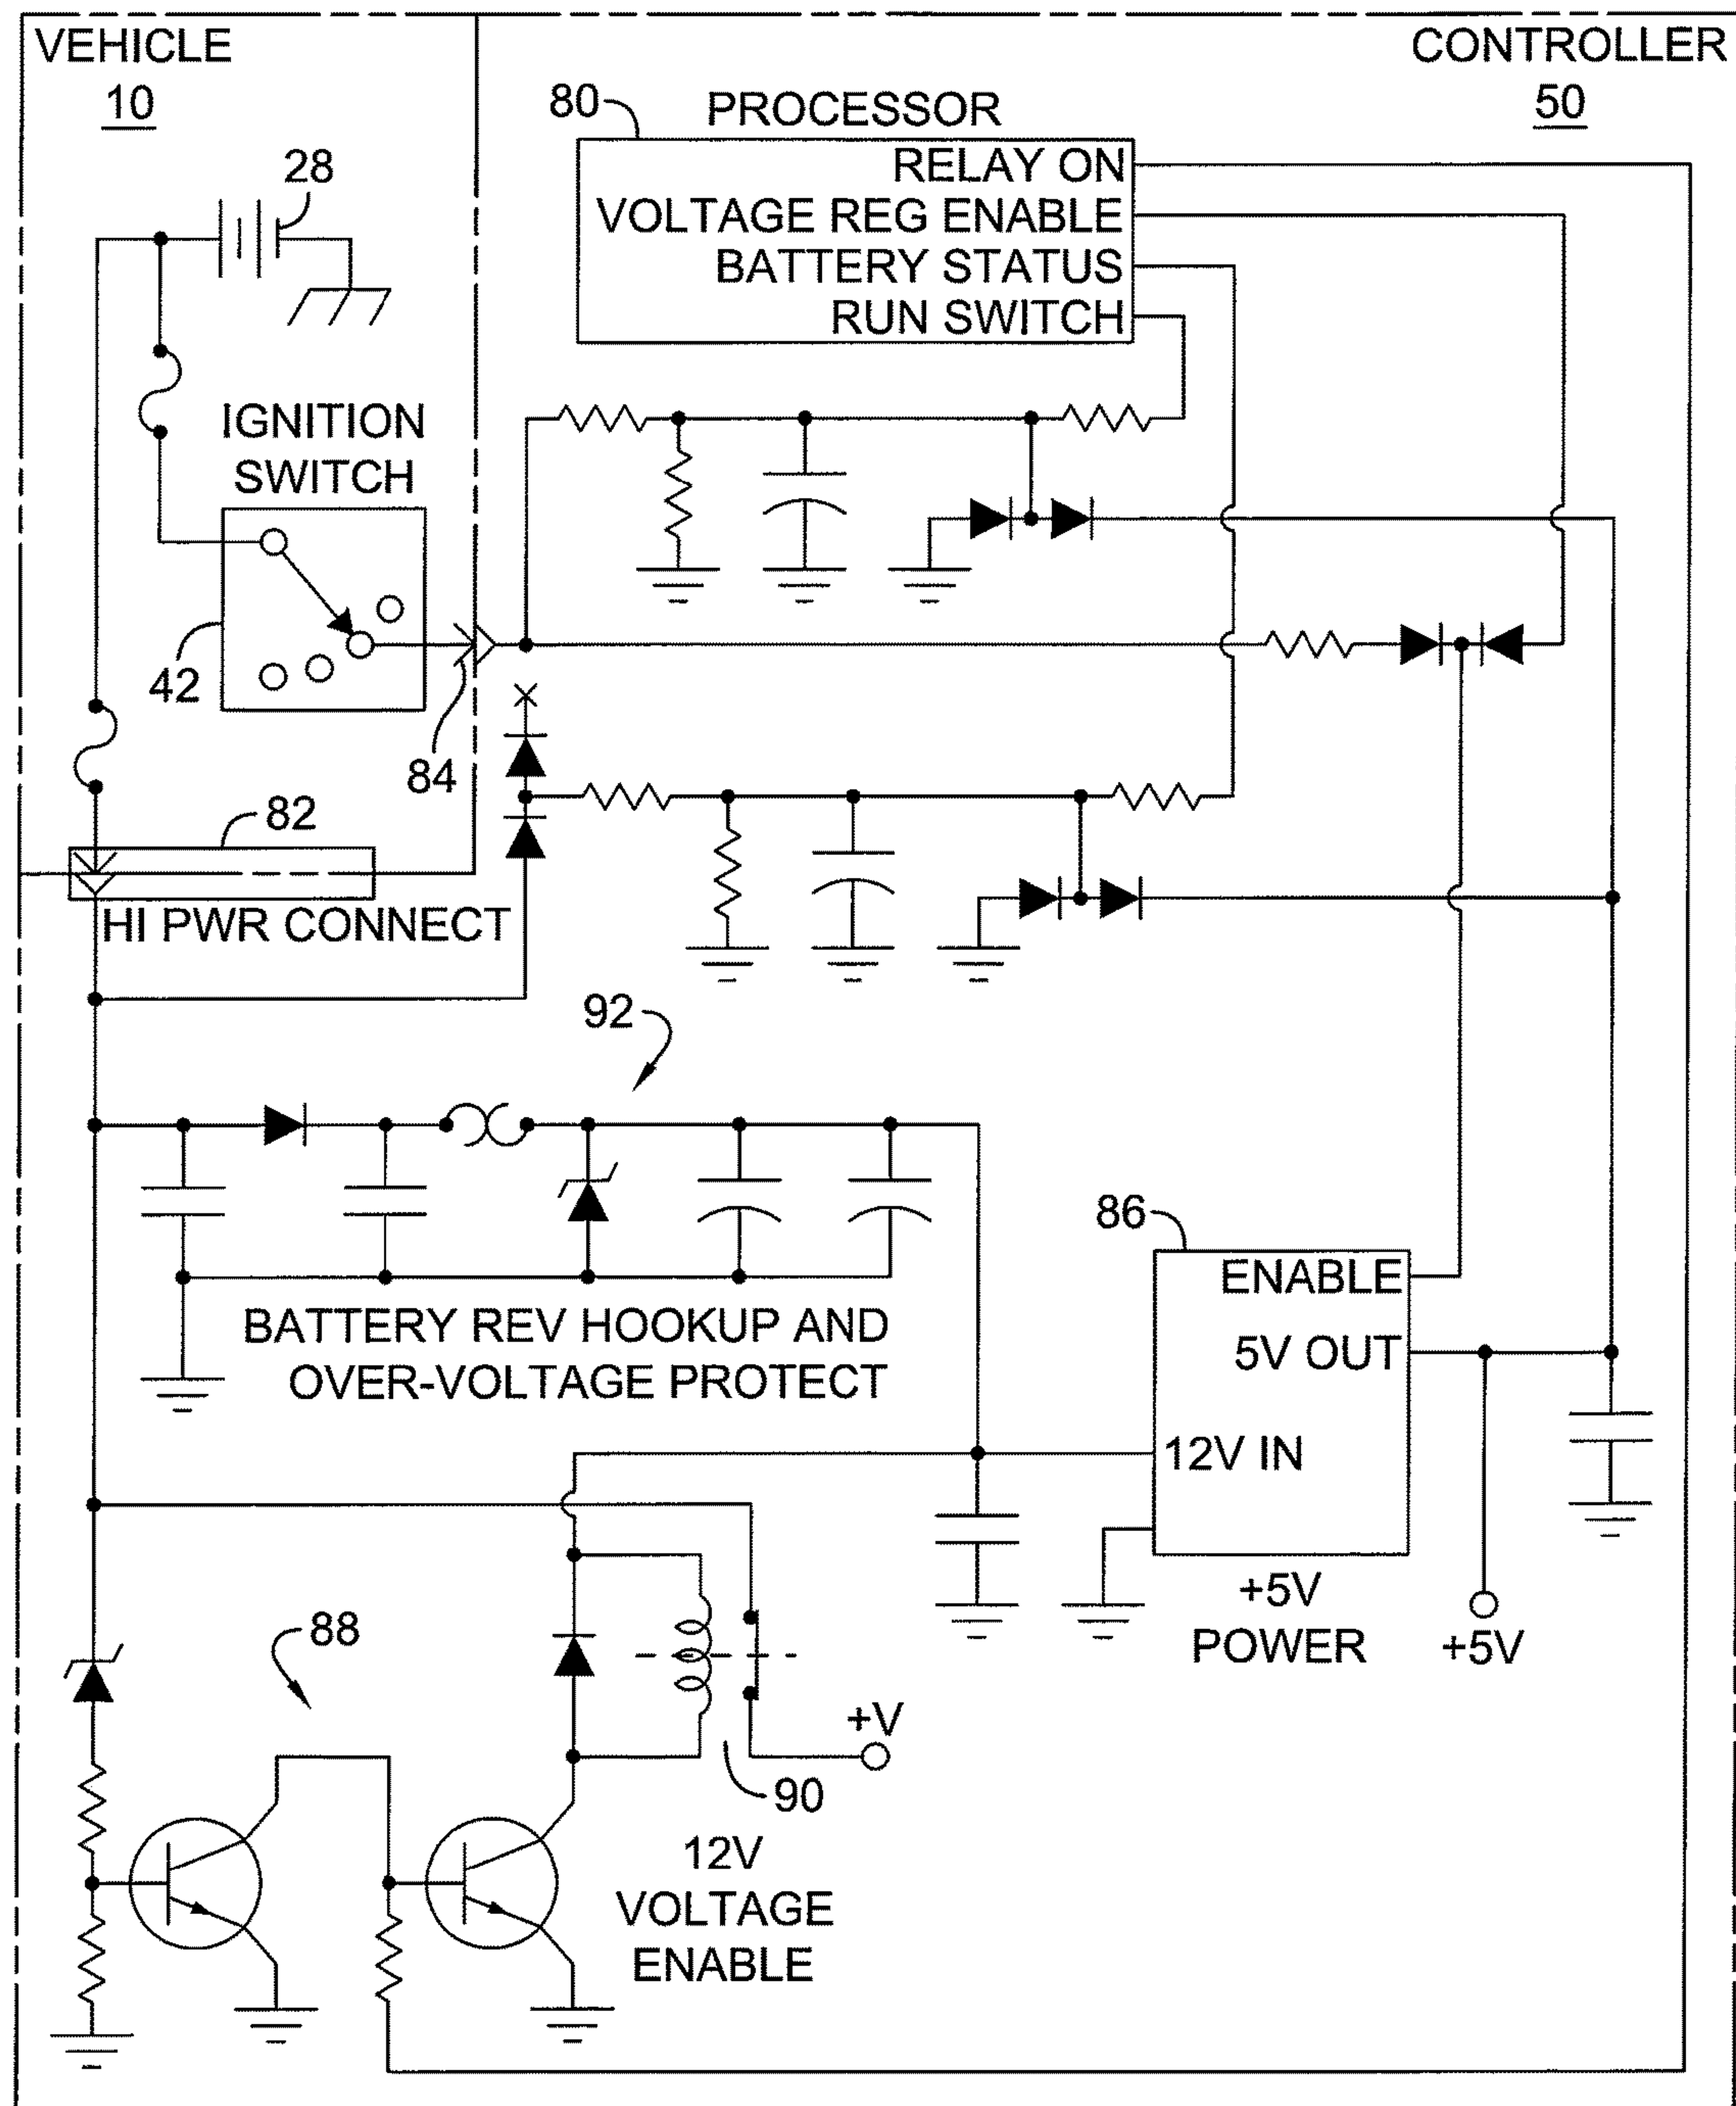 VEHICLE
10
CONTROLLER
50
80
PROCESSOR
RELAY ON
VOLTAGE REG ENABLE
BATTERY STATUS
RUN SWITCH
28
IGNITION
SWITCH
42
84
82
HI PWR CONNECT
92
BATTERY REV HOOKUP AND
OVER-VOLTAGE PROTECT
86
ENABLE
5V OUT
12V IN
+5V
POWER
+5V
88
+V
90
12V
VOLTAGE
ENABLE